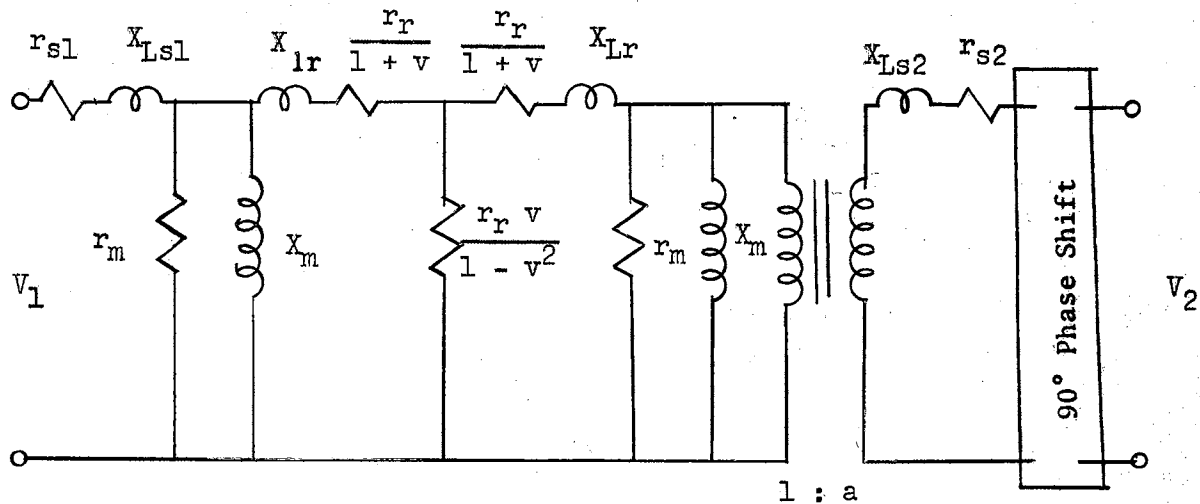 r_s1
X_Ls1
X_lr
r_r
1 + v
r_r
1 + v
X_Lr
X_Ls2
r_s2
r_m
X_m
r_r v
1 - v^2
r_m
X_m
V_1
V_2
90° Phase Shift
1 : a